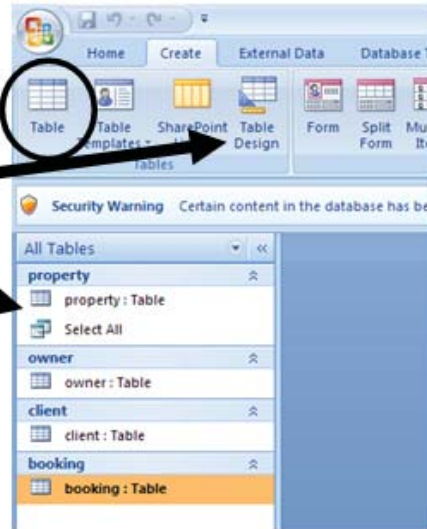 Home Create External Data Database
Table Table Templates SharePoint Table Design Form Split Form
Tables
Security Warning Certain content in the database has
All Tables
property
property : Table
Select All
owner
owner : Table
client
client : Table
booking
booking : Table